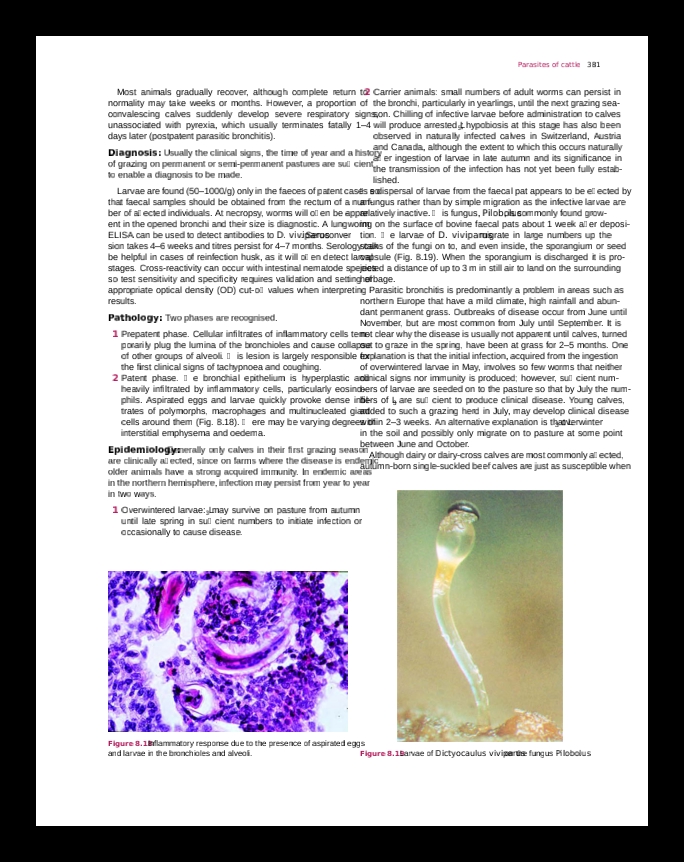 Parasites of cattle 381
Most animals gradually recover, although complete return to
normality may take weeks or months. However, a proportion of
convalescing calves suddenly develop severe respiratory signs,
unassociated with pyrexia, which usually terminates fatally 1–4
days later (postpatent parasitic bronchitis).
Diagnosis: Usually the clinical signs, the time of year and a history
of grazing on permanent or semi-permanent pastures are sufficient
to enable a diagnosis to be made.
Larvae are found (50–1000/g) only in the faeces of patent cases so
that faecal samples should be obtained from the rectum of a num-
ber of affected individuals. At necropsy, worms will often be appar-
ent in the opened bronchi and their size is diagnostic. A lungworm
ELISA can be used to detect antibodies to D. viviparus. Seroconver
sion takes 4–6 weeks and titres persist for 4–7 months. Serology can
be helpful in cases of reinfection husk, as it will often detect larval
stages. Cross-reactivity can occur with intestinal nematode species
so test sensitivity and specificity requires validation and setting of
appropriate optical density (OD) cut-off values when interpreting
results.
Pathology: Two phases are recognised.
1 Prepatent phase. Cellular infiltrates of inflammatory cells tem-
porarily plug the lumina of the bronchioles and cause collapse
of other groups of alveoli. This lesion is largely responsible for
the first clinical signs of tachypnoea and coughing.
2 Patent phase. The bronchial epithelium is hyperplastic and
heavily infiltrated by inflammatory cells, particularly eosino-
phils. Aspirated eggs and larvae quickly provoke dense infil-
trates of polymorphs, macrophages and multinucleated giant
cells around them (Fig. 8.18). There may be varying degrees of
interstitial emphysema and oedema.
Epidemiology: Generally only calves in their first grazing season
are clinically affected, since on farms where the disease is endemic
older animals have a strong acquired immunity. In endemic areas
in the northern hemisphere, infection may persist from year to year
in two ways.
1 Overwintered larvae: L3 may survive on pasture from autumn
until late spring in sufficient numbers to initiate infection or
occasionally to cause disease.
Figure 8.18 Inflammatory response due to the presence of aspirated eggs
and larvae in the bronchioles and alveoli.
2 Carrier animals: small numbers of adult worms can persist in
the bronchi, particularly in yearlings, until the next grazing sea-
son. Chilling of infective larvae before administration to calves
will produce arrested L5; hypobiosis at this stage has also been
observed in naturally infected calves in Switzerland, Austria
and Canada, although the extent to which this occurs naturally
after ingestion of larvae in late autumn and its significance in
the transmission of the infection has not yet been fully estab-
lished.
The dispersal of larvae from the faecal pat appears to be effected by
a fungus rather than by simple migration as the infective larvae are
relatively inactive. This fungus, Pilobolus, is commonly found grow-
ing on the surface of bovine faecal pats about 1 week after deposi-
tion. The larvae of D. viviparus migrate in large numbers up the
stalks of the fungi on to, and even inside, the sporangium or seed
capsule (Fig. 8.19). When the sporangium is discharged it is pro-
jected a distance of up to 3 m in still air to land on the surrounding
herbage.
Parasitic bronchitis is predominantly a problem in areas such as
northern Europe that have a mild climate, high rainfall and abun-
dant permanent grass. Outbreaks of disease occur from June until
November, but are most common from July until September. It is
not clear why the disease is usually not apparent until calves, turned
out to graze in the spring, have been at grass for 2–5 months. One
explanation is that the initial infection, acquired from the ingestion
of overwintered larvae in May, involves so few worms that neither
clinical signs nor immunity is produced; however, sufficient num-
bers of larvae are seeded on to the pasture so that by July the num-
bers of L3 are sufficient to produce clinical disease. Young calves,
added to such a grazing herd in July, may develop clinical disease
within 2–3 weeks. An alternative explanation is that L3 overwinter
in the soil and possibly only migrate on to pasture at some point
between June and October.
Although dairy or dairy-cross calves are most commonly affected,
autumn-born single-suckled beef calves are just as susceptible when
Figure 8.19 Larvae of Dictyocaulus viviparus on the fungus Pilobolus